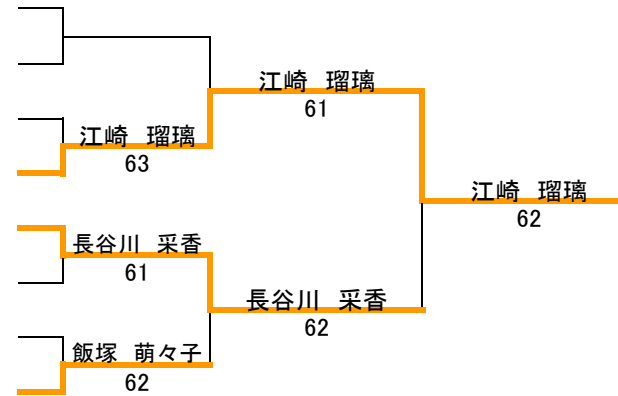 江崎　瑠璃
61
江崎　瑠璃
63
江崎　瑠璃
62
長谷川　采香
61
長谷川　采香
62
飯塚　萌々子
62